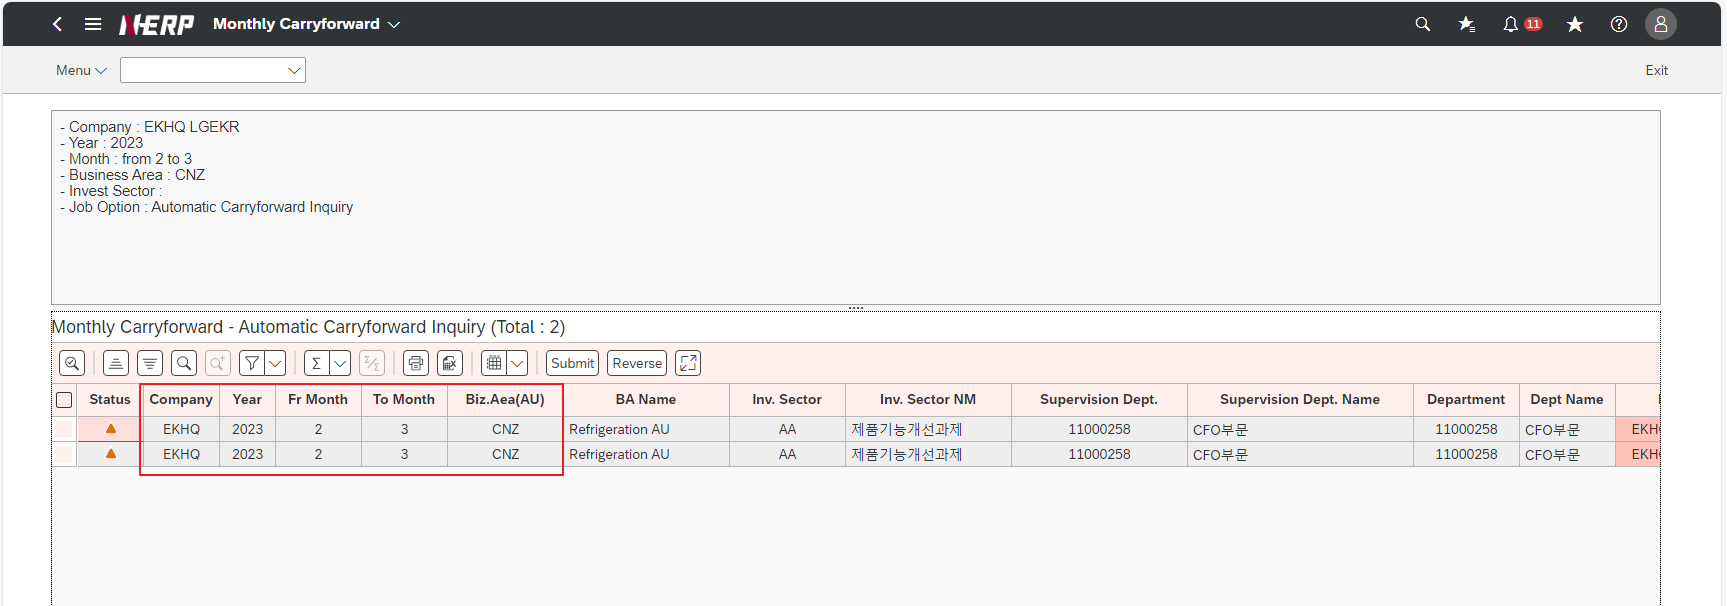 NERP Monthly Carryforward 11
Menu Exit
- Company : EKHQ LGEKR
- Year : 2023
- Month : from 2 to 3
- Business Area : CNZ
- Invest Sector :
- Job Option : Automatic Carryforward Inquiry
Monthly Carryforward - Automatic Carryforward Inquiry (Total : 2)
Submit Reverse
Status Company Year Fr Month To Month Biz.Aea(AU) BA Name Inv. Sector Inv. Sector NM Supervision Dept. Supervision Dept. Name Department Dept Name
EKHQ 2023 2 3 CNZ Refrigeration AU AA 제품기능개선과제 11000258 CFO부문 11000258 CFO부문
EKHQ 2023 2 3 CNZ Refrigeration AU AA 제품기능개선과제 11000258 CFO부문 11000258 CFO부문